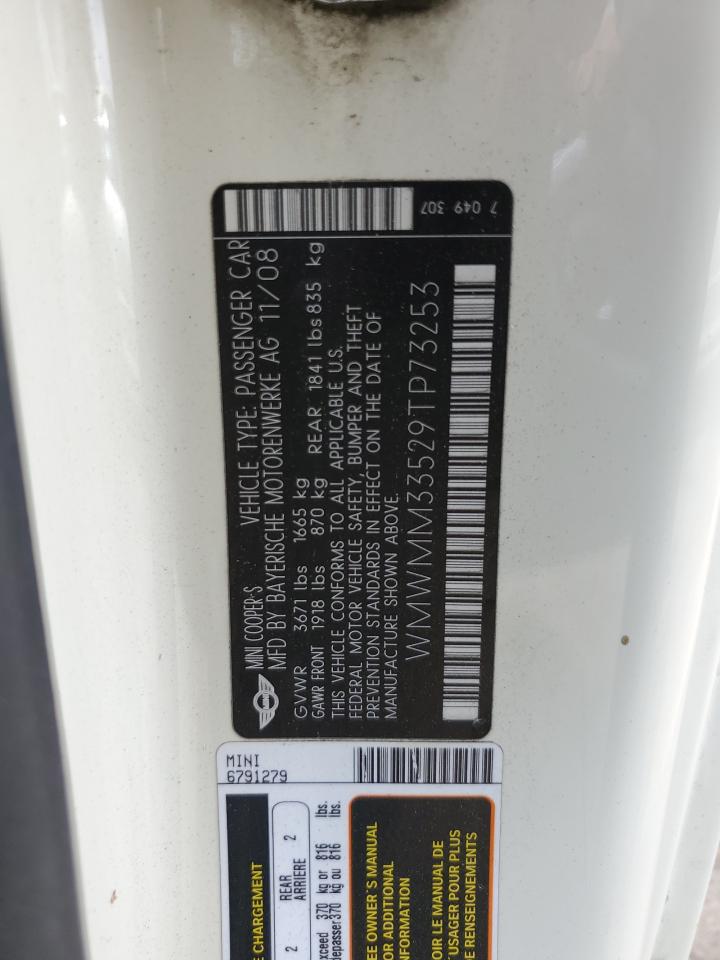 7 049 307
MINI COOPER-S VEHICLE TYPE: PASSENGER CAR
MFD BY BAYERISCHE MOTORENWERKE AG 11/08
GVWR 3671 lbs 1665 kg
GAWR FRONT 1918 lbs 870 kg REAR 1841 lbs 835 kg
THIS VEHICLE CONFORMS TO ALL APPLICABLE U.S.
FEDERAL MOTOR VEHICLE SAFETY, BUMPER AND THEFT
PREVENTION STANDARDS IN EFFECT ON THE DATE OF
MANUFACTURE SHOWN ABOVE.
WMWMM33529TP73253
MINI
6791279
E CHARGEMENT
2 REAR 2
ARRIERE
exceed 370 kg or 816 lbs.
depasser 370 kg ou 816 lbs.
EE OWNER'S MANUAL
OR ADDITIONAL
NFORMATION
OIR LE MANUAL DE
USAGER POUR PLUS
E RENSEIGNEMENTS